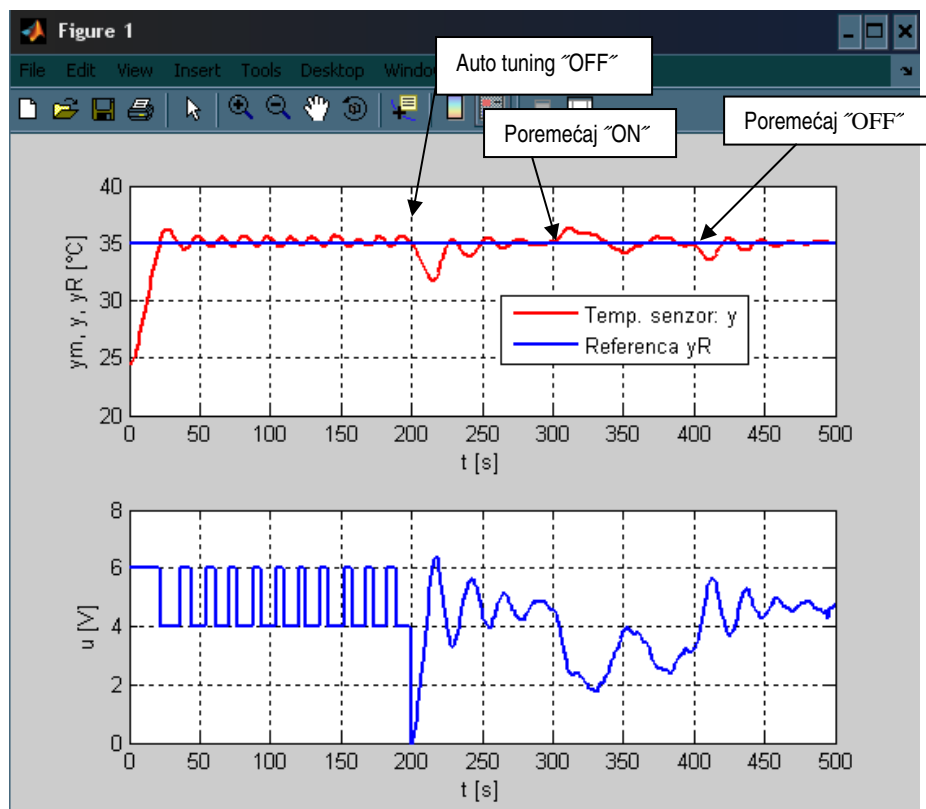 Figure 1
File Edit View Insert Tools Desktop Windo
Auto tuning ˝OFF˝
Poremećaj ˝ON˝
Poremećaj ˝OFF˝
40
35
30
25
20
ym, y, yR [°C]
Temp. senzor: y
Referenca yR
0 50 100 150 200 250 300 350 400 450 500
t [s]
8
6
4
2
0
u [V]
0 50 100 150 200 250 300 350 400 450 500
t [s]